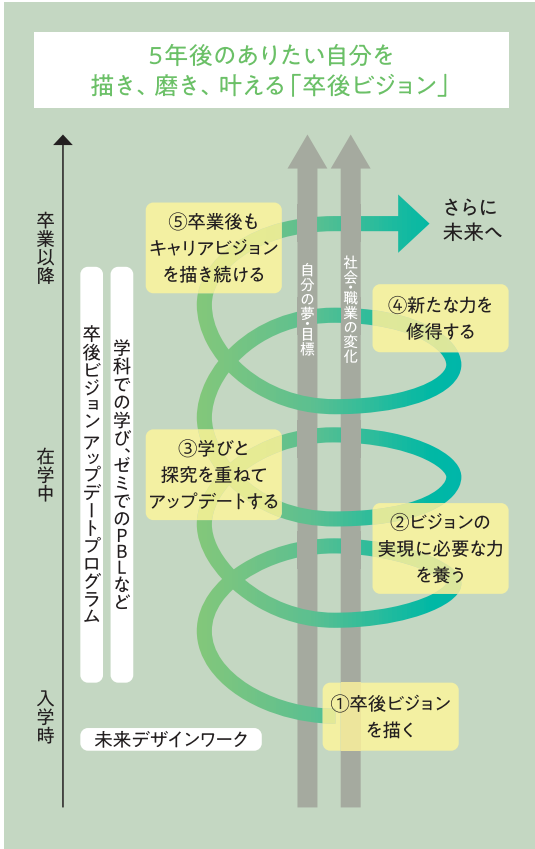 5年後のありたい自分を
描き、磨き、叶える「卒後ビジョン」
卒業以降
在学中
入学時
卒後ビジョン アップデートプログラム
学科での学び、ゼミでのPBLなど
未来デザインワーク
自分の夢・目標
社会・職業の変化
さらに
未来へ
⑤卒業後も
キャリアビジョン
を描き続ける
④新たな力を
修得する
③学びと
探究を重ねて
アップデートする
②ビジョンの
実現に必要な力
を養う
①卒後ビジョン
を描く